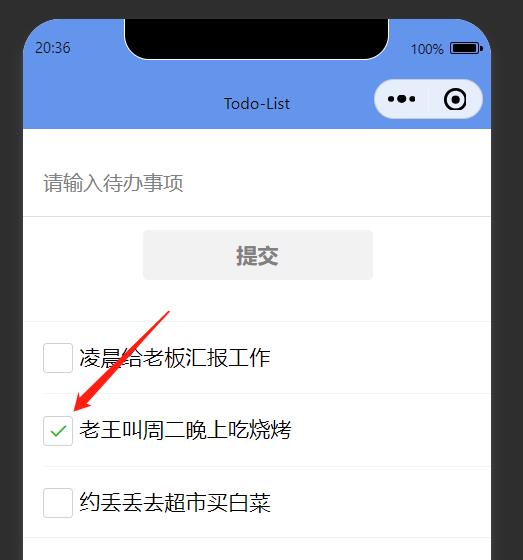 20:36
100%
Todo-List
请输入待办事项
提交
凌晨给老板汇报工作
老王叫周二晚上吃烧烤
约丢丢去超市买白菜